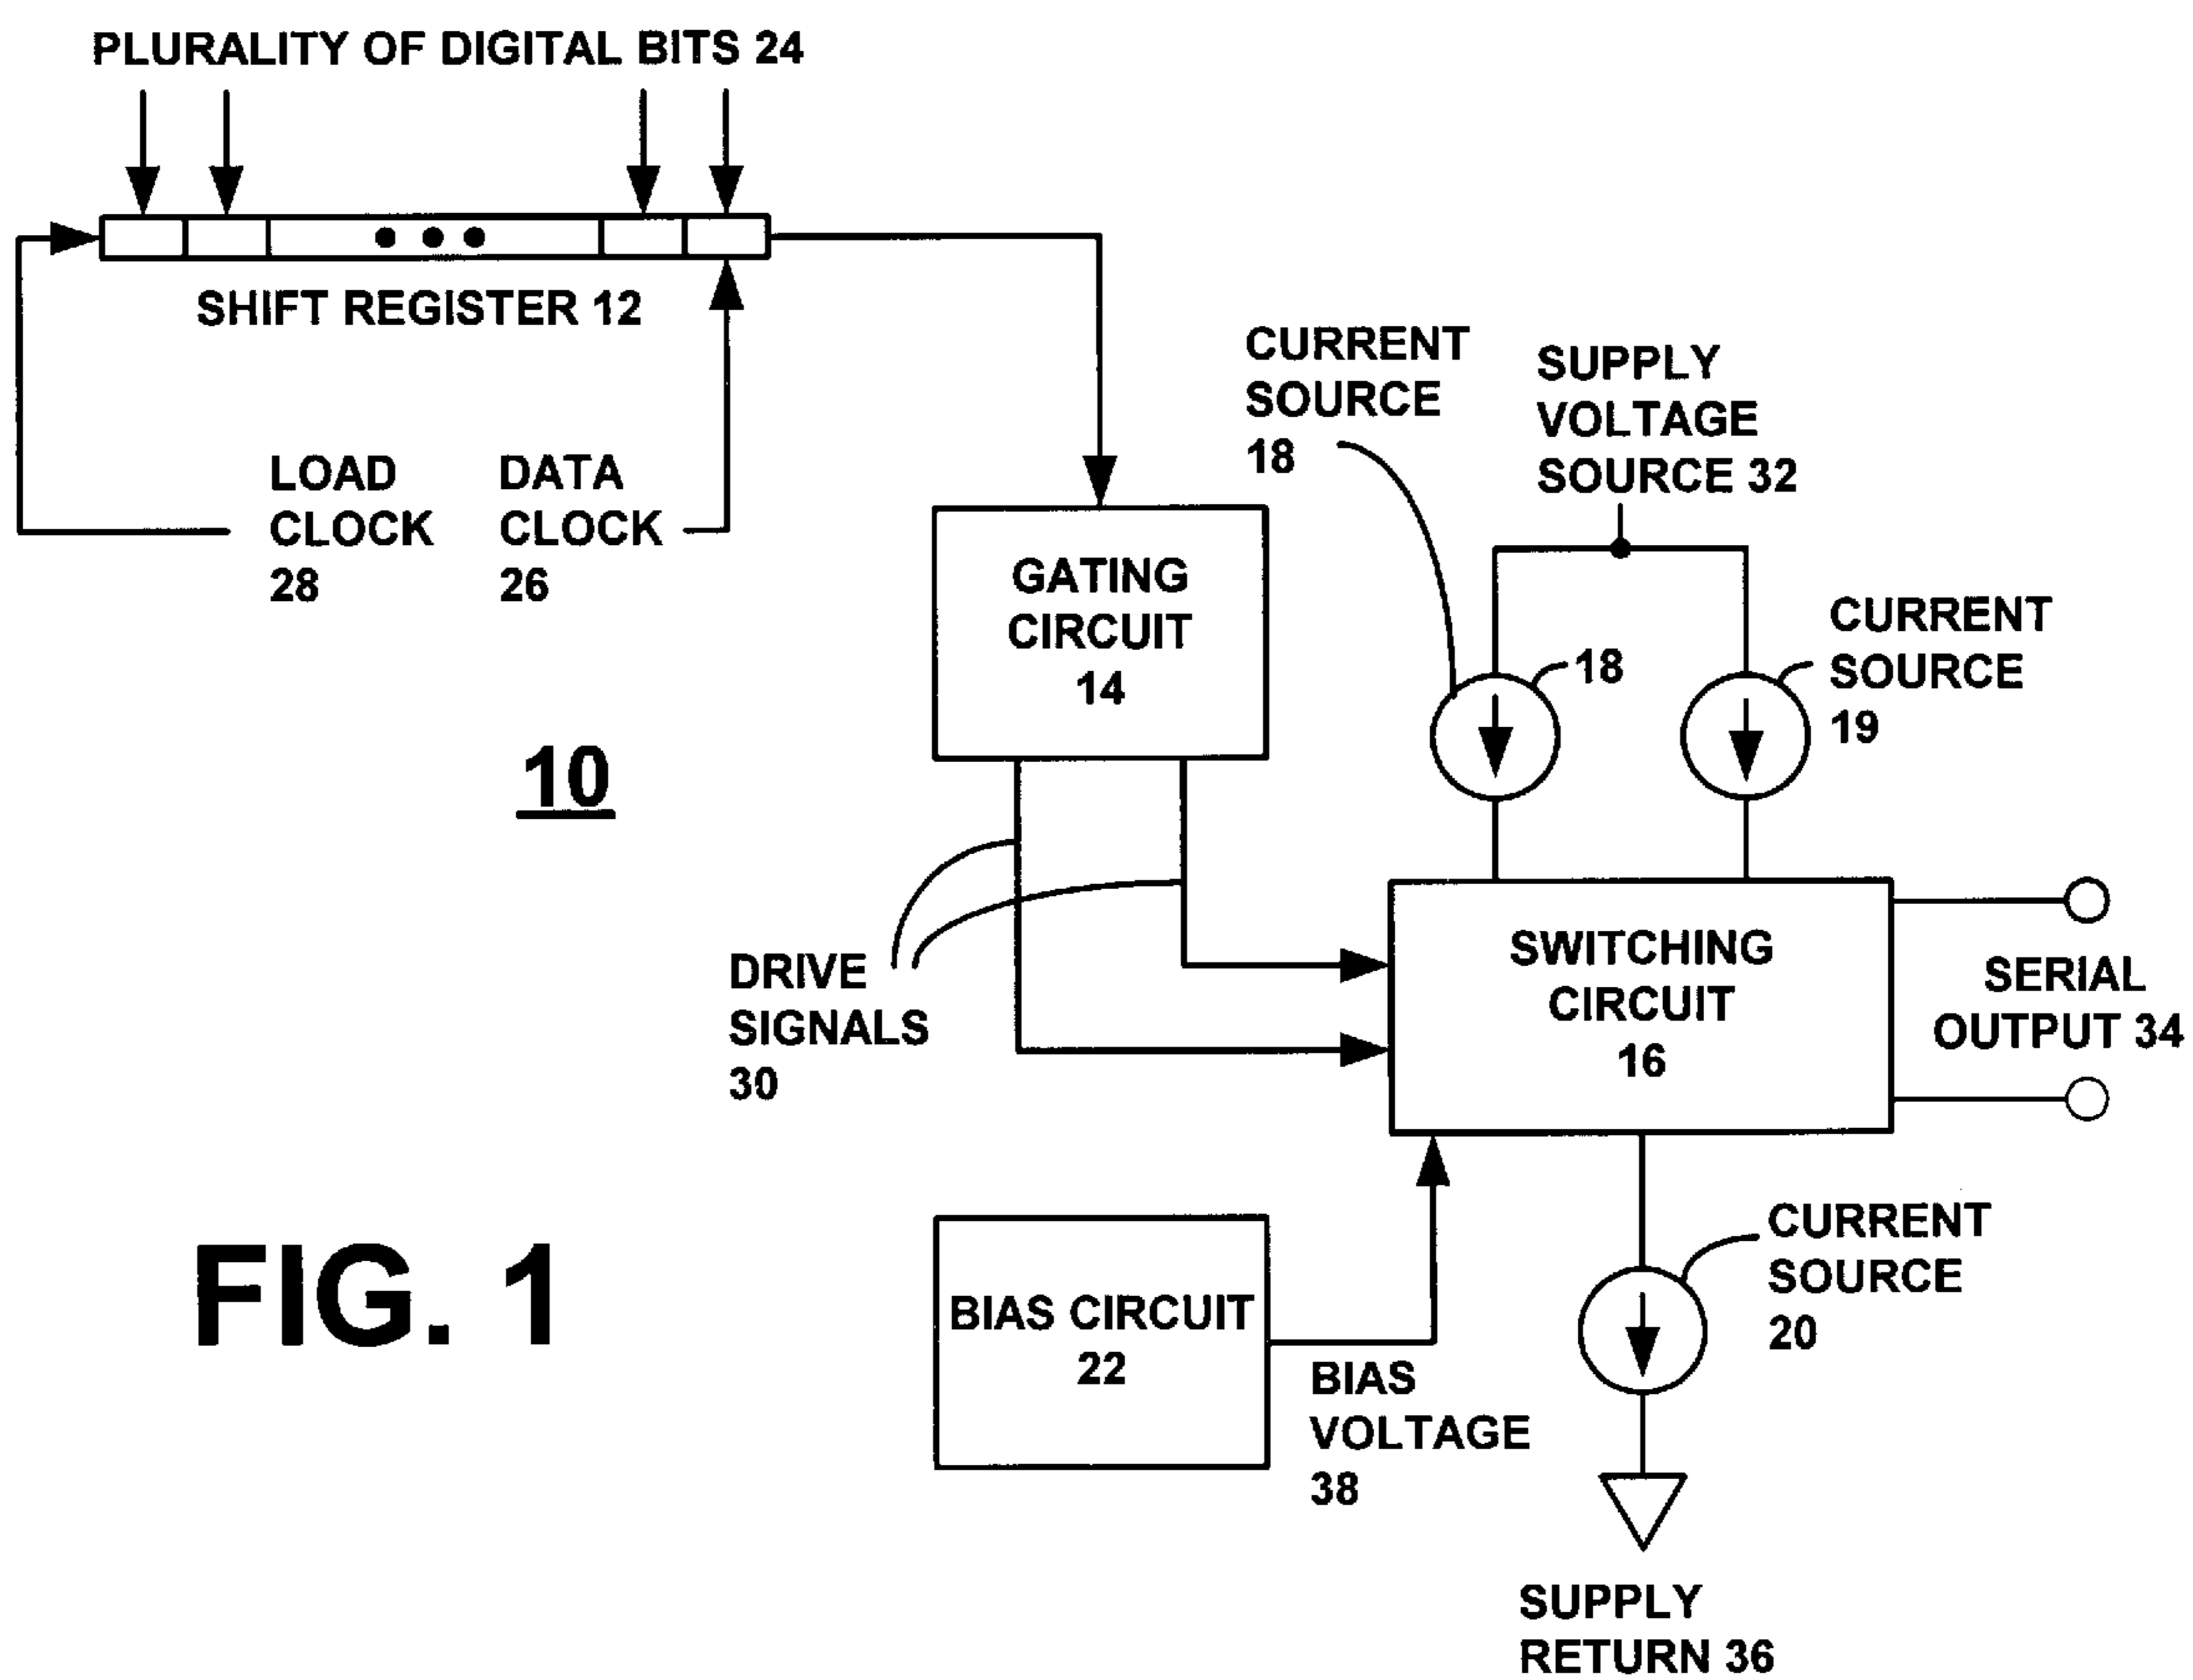 PLURALITY OF DIGITAL BITS 24
SHIFT REGISTER 12
LOAD
CLOCK
28
DATA
CLOCK
26
CURRENT
SOURCE
18
SUPPLY
VOLTAGE
SOURCE 32
GATING
CIRCUIT
14
18
CURRENT
SOURCE
19
10
DRIVE
SIGNALS
30
SWITCHING
CIRCUIT
16
SERIAL
OUTPUT 34
BIAS CIRCUIT
22
BIAS
VOLTAGE
38
CURRENT
SOURCE
20
FIG. 1
SUPPLY
RETURN 36